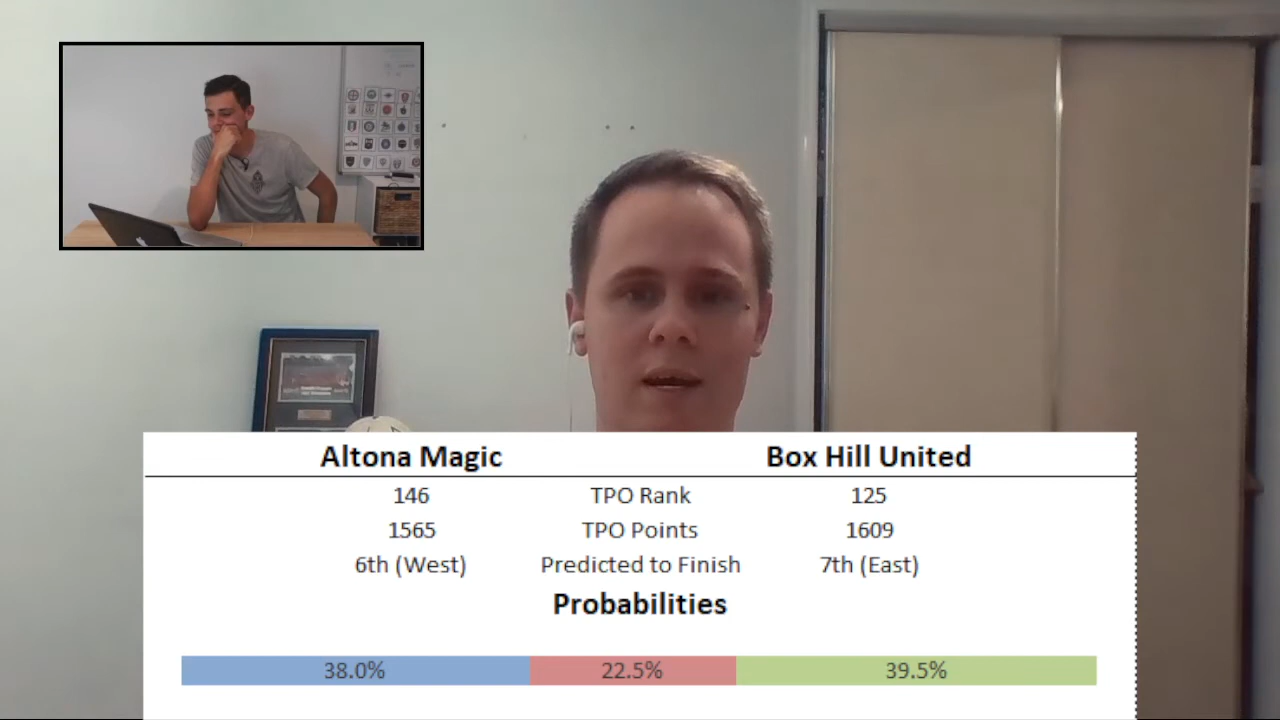 Altona Magic Box Hill United
146 TPO Rank 125
1565 TPO Points 1609
6th (West) Predicted to Finish 7th (East)
Probabilities
38.0% 22.5% 39.5%